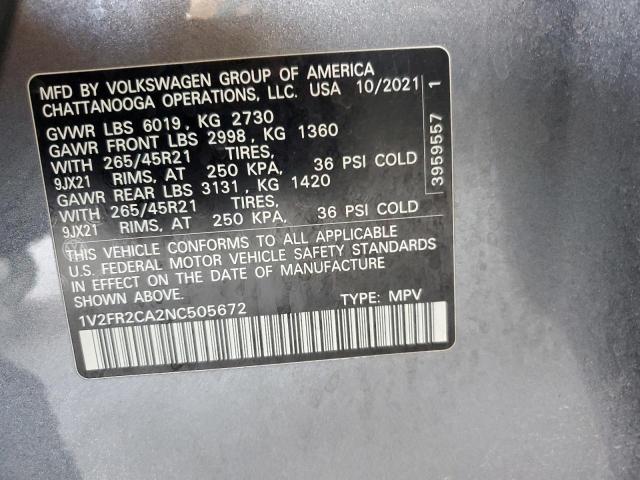 MFD BY VOLKSWAGEN GROUP OF AMERICA
CHATTANOOGA OPERATIONS, LLC. USA 10/2021
GVWR LBS 6019, KG 2730
GAWR FRONT LBS 2998, KG 1360
WITH 265/45R21 TIRES,
9JX21 RIMS, AT 250 KPA, 36 PSI COLD
GAWR REAR LBS 3131, KG 1420
WITH 265/45R21 TIRES,
9JX21 RIMS, AT 250 KPA, 36 PSI COLD
THIS VEHICLE CONFORMS TO ALL APPLICABLE
U.S. FEDERAL MOTOR VEHICLE SAFETY STANDARDS
IN EFFECT ON THE DATE OF MANUFACTURE
SHOWN ABOVE.
1V2FR2CA2NC505672 TYPE: MPV
3959557 1